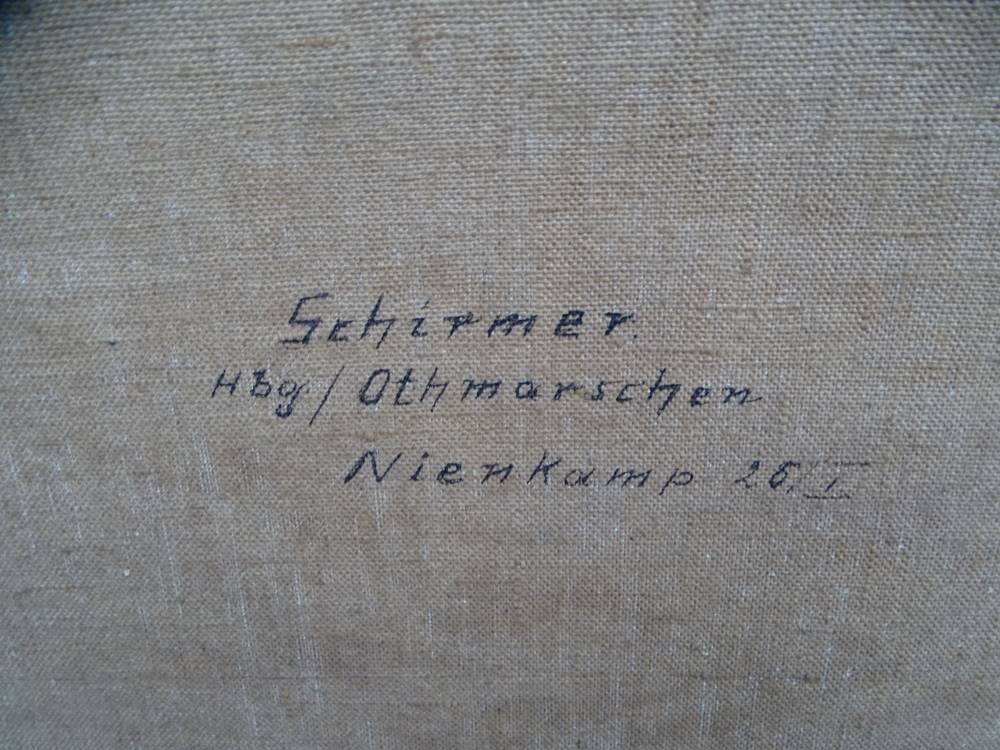 Schirmer.
Hbg/Othmarschen
Nienkamp 26. I